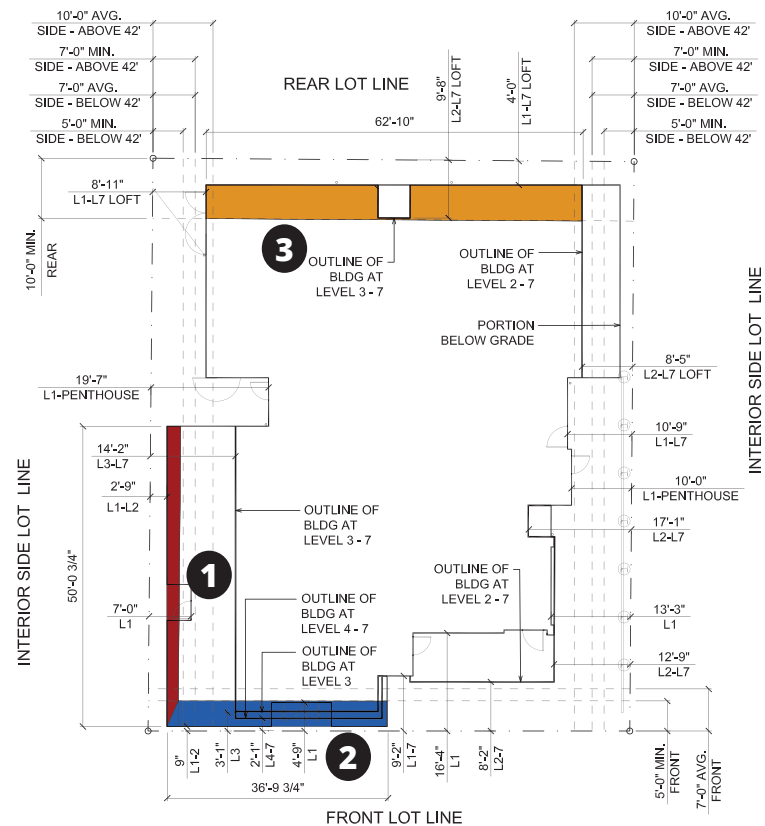 10'-0" AVG.
SIDE - ABOVE 42'
7'-0" MIN.
SIDE - ABOVE 42'
7'-0" AVG.
SIDE - BELOW 42'
5'-0" MIN.
SIDE - BELOW 42'
REAR LOT LINE
9'-8"
L2-L7 LOFT
4'-0"
L1-L7 LOFT
10'-0" AVG.
SIDE - ABOVE 42'
7'-0" MIN.
SIDE - ABOVE 42'
7'-0" AVG.
SIDE - BELOW 42'
5'-0" MIN.
SIDE - BELOW 42'
62'-10"
8'-11"
L1-L7 LOFT
10'-0" MIN.
REAR
3
OUTLINE OF
BLDG AT
LEVEL 3 - 7
OUTLINE OF
BLDG AT
LEVEL 2 - 7
PORTION
BELOW GRADE
INTERIOR SIDE LOT LINE
8'-5"
L2-L7 LOFT
19'-7"
L1-PENTHOUSE
14'-2"
L3-L7
2'-9"
L1-L2
10'-9"
L1-L7
10'-0"
L1-PENTHOUSE
17'-1"
L2-L7
INTERIOR SIDE LOT LINE
50'-0 3/4"
OUTLINE OF
BLDG AT
LEVEL 3 - 7
1
OUTLINE OF
BLDG AT
LEVEL 4 - 7
OUTLINE OF
BLDG AT
LEVEL 3
OUTLINE OF
BLDG AT
LEVEL 2 - 7
7'-0"
L1
13'-3"
L1
12'-9"
L2-L7
9"
L1-2
3'-1"
L3
2'-1"
L4-7
4'-9"
L1
2
9'-2"
L1-7
16'-4"
L1
8'-2"
L2-7
5'-0" MIN.
FRONT
7'-0" AVG.
FRONT
36'-9 3/4"
FRONT LOT LINE